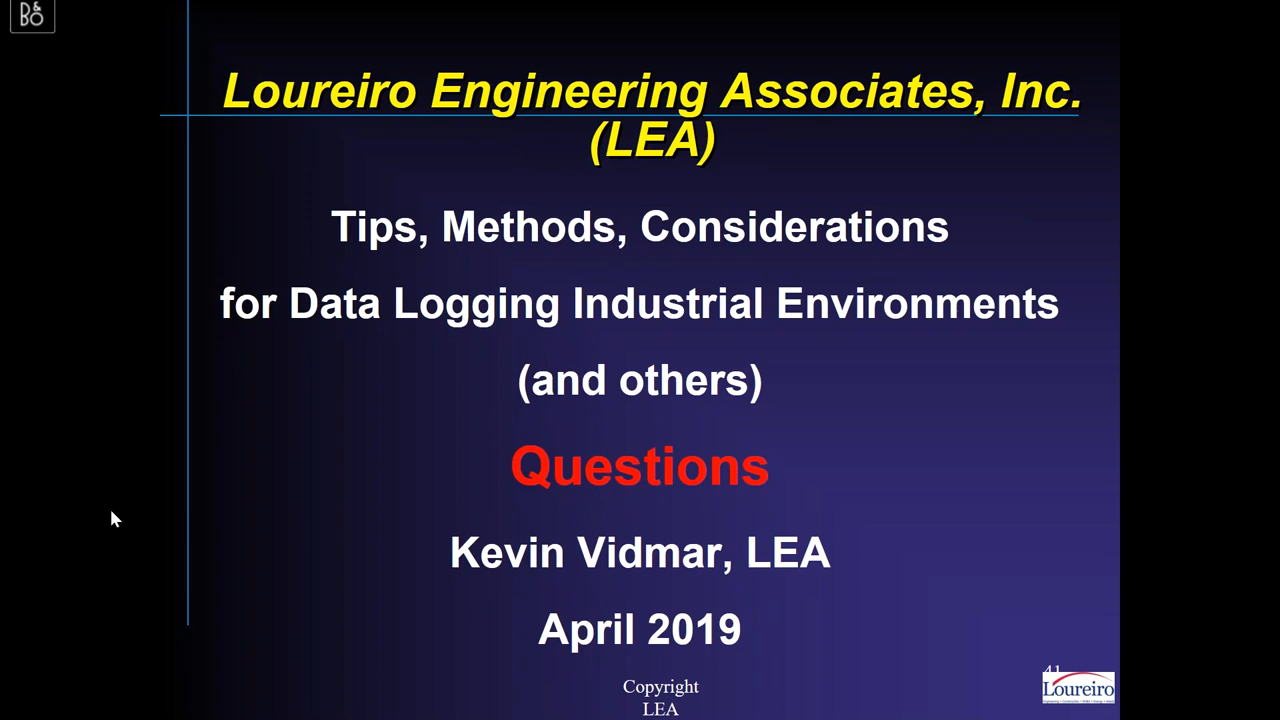 B&O
Loureiro Engineering Associates, Inc.
(LEA)
Tips, Methods, Considerations
for Data Logging Industrial Environments
(and others)
Questions
Kevin Vidmar, LEA
April 2019
Copyright
LEA
41
Loureiro